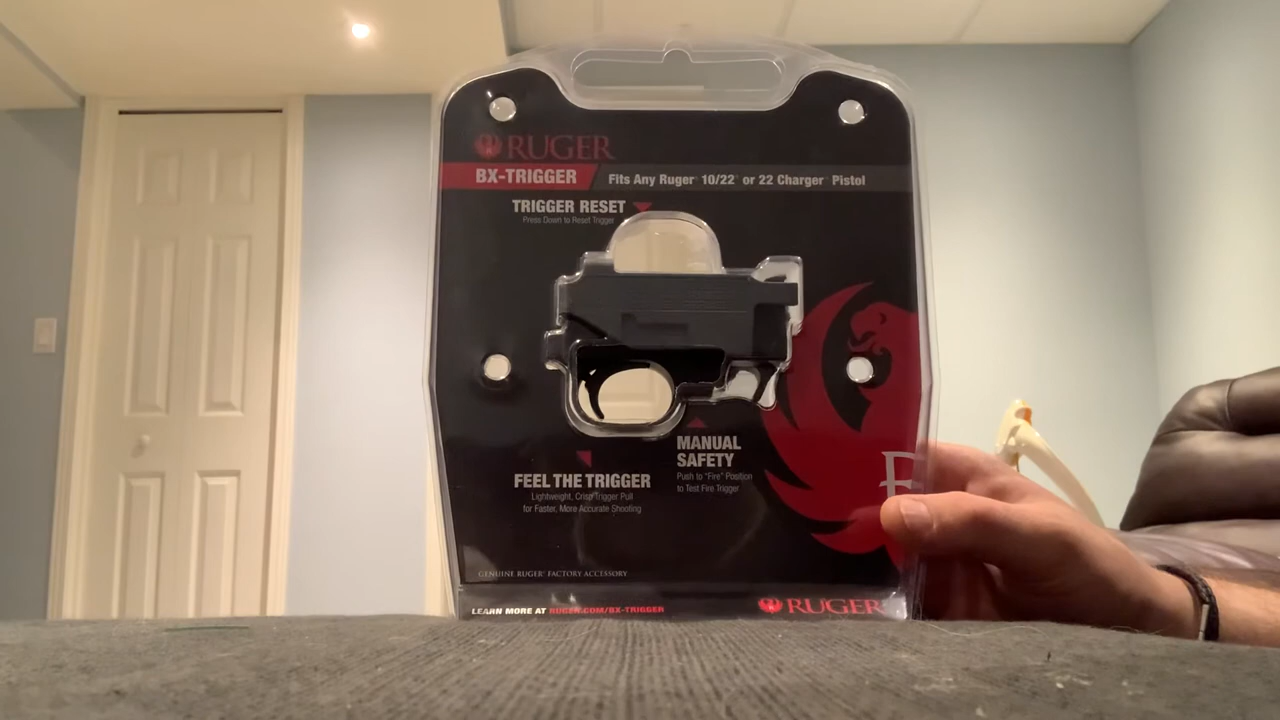 RUGER
BX-TRIGGER
Fits Any Ruger® 10/22® or 22 Charger™ Pistol
TRIGGER RESET
Press Down to Reset Trigger
MANUAL
SAFETY
Push to "Fire" Position
to Test Fire Trigger
FEEL THE TRIGGER
Lightweight, Crisp Trigger Pull
for Faster, More Accurate Shooting
GENUINE RUGER® FACTORY ACCESSORY
LEARN MORE AT RUGER.COM/BX-TRIGGER
RUGER